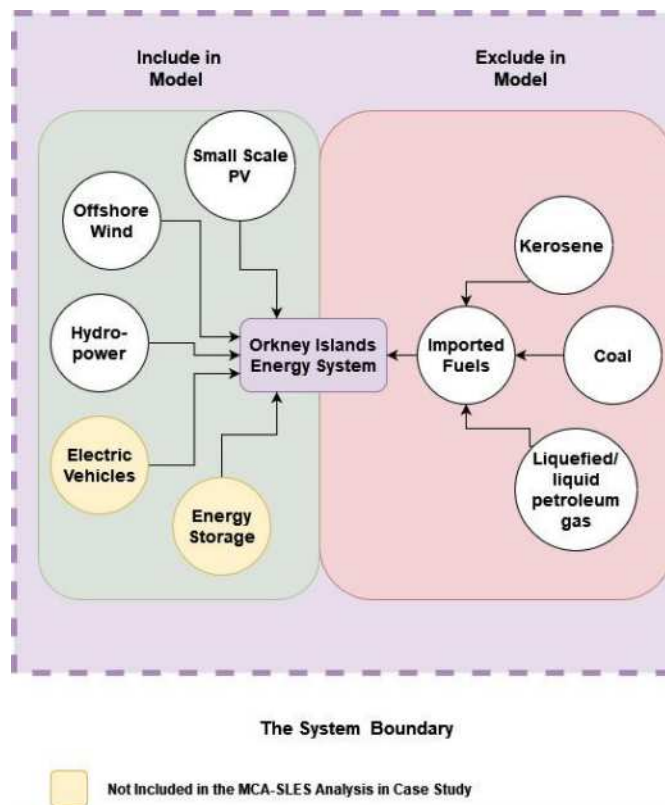 Include in
Model
Exclude in
Model
Small Scale
PV
Offshore
Wind
Kerosene
Hydro-
power
Orkney Islands
Energy System
Imported
Fuels
Coal
Electric
Vehicles
Energy
Storage
Liquefied/
liquid
petroleum
gas
The System Boundary
Not Included in the MCA-SLES Analysis in Case Study